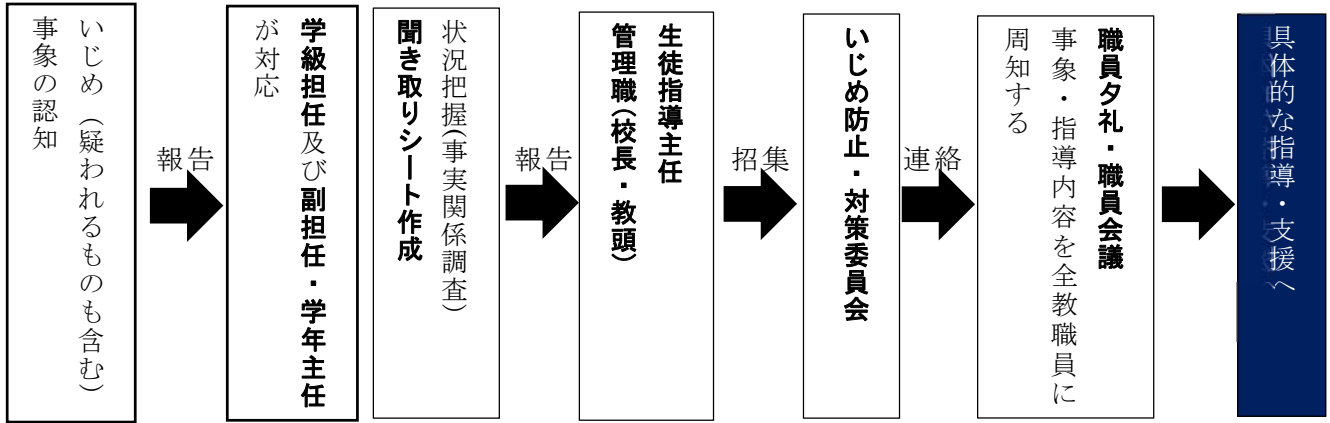 いじめ（疑われるものも含む）
事象の認知
報告
学級担任及び副担任・学年主任
が対応
状況把握(事実関係調査)
聞き取りシート作成
報告
生徒指導主任
管理職(校長・教頭)
招集
いじめ防止・対策委員会
連絡
職員夕礼・職員会議
事象・指導内容を全教職員に
周知する
具体的な指導・支援へ